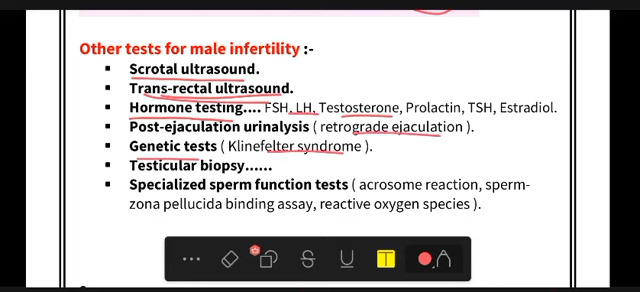 Other tests for male infertility :-
▪ Scrotal ultrasound.
▪ Trans-rectal ultrasound.
▪ Hormone testing.... FSH, LH, Testosterone, Prolactin, TSH, Estradiol.
▪ Post-ejaculation urinalysis ( retrograde ejaculation ).
▪ Genetic tests ( Klinefelter syndrome ).
▪ Testicular biopsy......
▪ Specialized sperm function tests ( acrosome reaction, sperm-
zona pellucida binding assay, reactive oxygen species ).